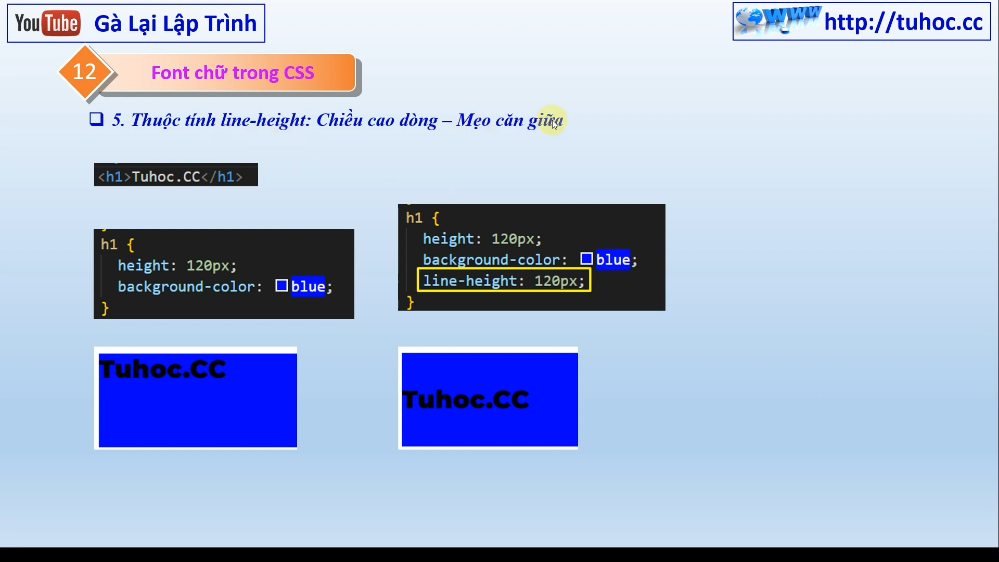 YouTube Gà Lại Lập Trình
www http://tuhoc.cc
12 Font chữ trong CSS
5. Thuộc tính line-height: Chiều cao dòng – Mẹo căn giữa
<h1>Tuhoc.CC</h1>
h1 {
height: 120px;
background-color: blue;
}
h1 {
height: 120px;
background-color: blue;
line-height: 120px;
}
Tuhoc.CC
Tuhoc.CC